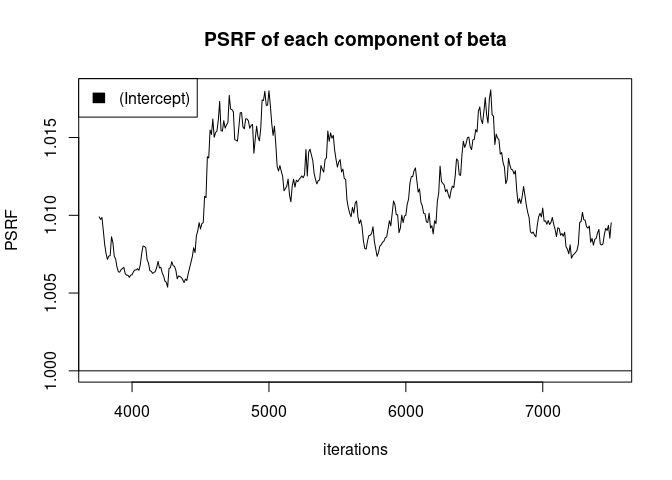 PSRF of each component of beta
(Intercept)
PSRF
1.015
1.010
1.005
1.000
4000 5000 6000 7000
iterations